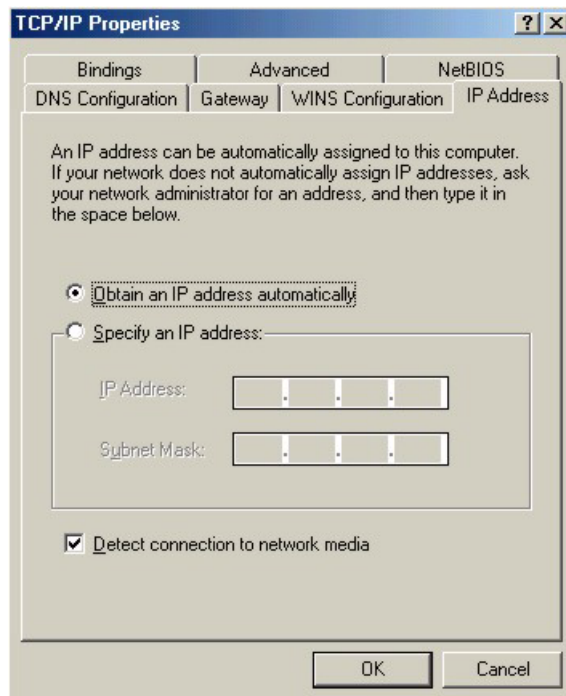 TCP/IP Properties
Bindings
Advanced
NetBIOS
DNS Configuration
Gateway
WINS Configuration
IP Address
An IP address can be automatically assigned to this computer.
If your network does not automatically assign IP addresses, ask
your network administrator for an address, and then type it in
the space below.
Obtain an IP address automatically
Specify an IP address:
IP Address:
. . .
Subnet Mask:
. . .
Detect connection to network media
OK
Cancel